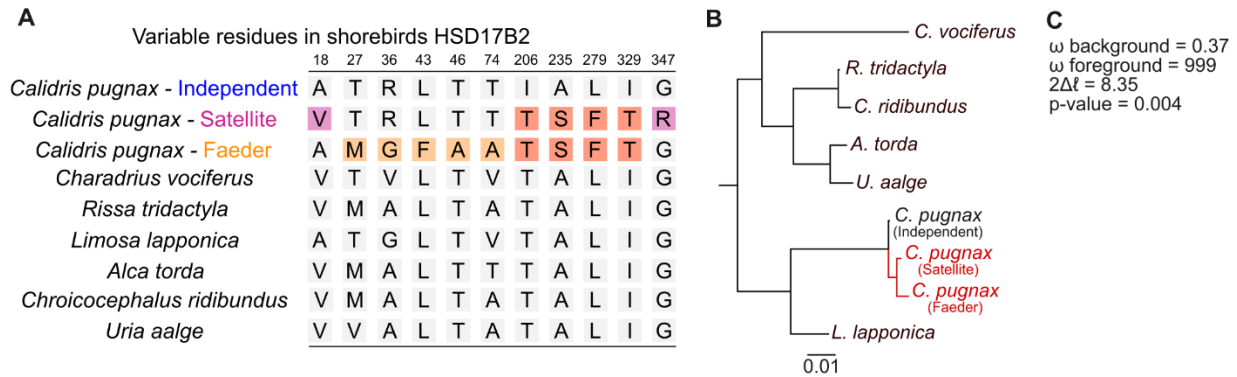 A
Variable residues in shorebirds HSD17B2
18 27 36 43 46 74 206 235 279 329 347
Calidris pugnax - Independent A T R L T T I A L I G
Calidris pugnax - Satellite V T R L T T T S F T R
Calidris pugnax - Faeder A M G F A A T S F T G
Charadrius vociferus V T V L T V T A L I G
Rissa tridactyla V M A L T A T A L I G
Limosa lapponica A T G L T V T A L I G
Alca torda V M A L T T T A L I G
Chroicocephalus ridibundus V M A L T A T A L I G
Uria aalge V V A L T A T A L I G
B
C. vociferus
R. tridactyla
C. ridibundus
A. torda
U. aalge
C. pugnax
(Independent)
C. pugnax
(Satellite)
C. pugnax
(Faeder)
L. lapponica
0.01
C
ω background = 0.37
ω foreground = 999
2Δℓ = 8.35
p-value = 0.004